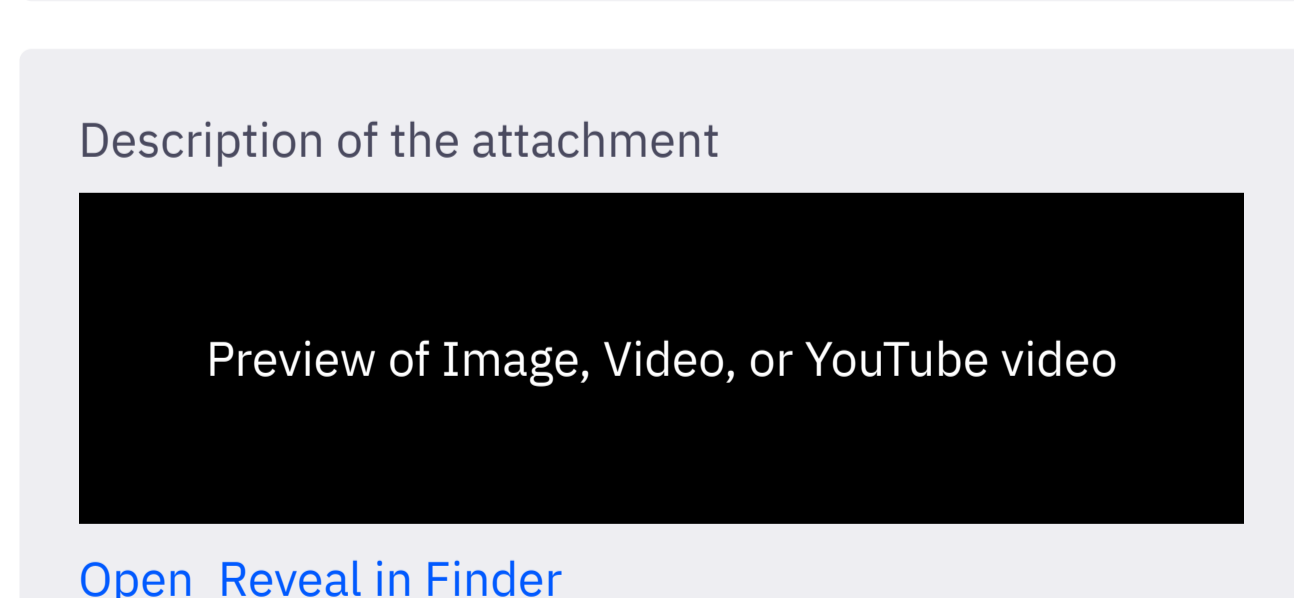 Description of the attachment
Preview of Image, Video, or YouTube video
Open  Reveal in Finder